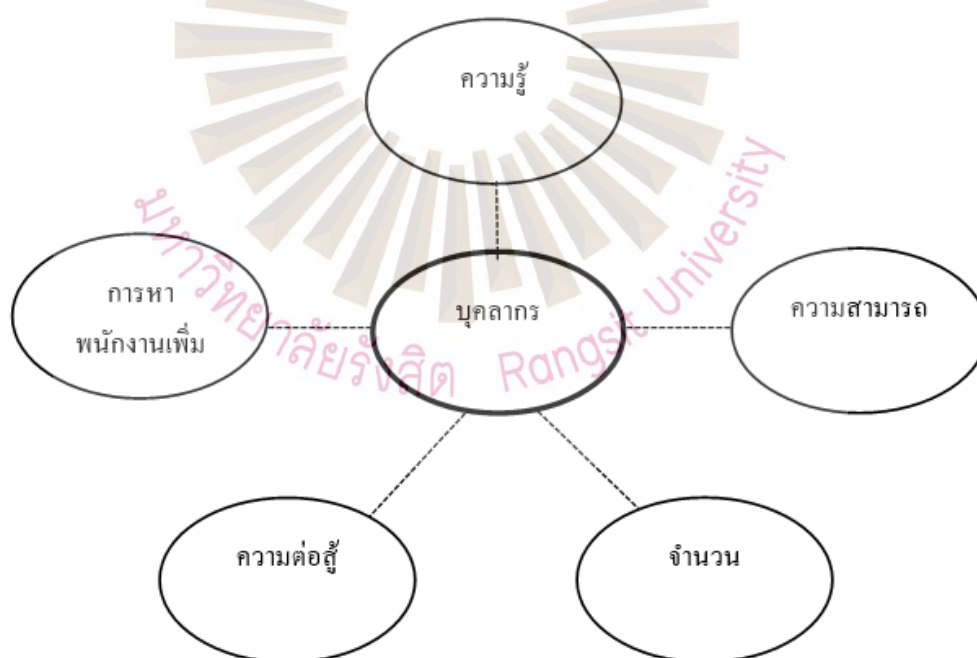 ความรู้
การหา
พนักงานเพิ่ม
บุคลากร
ความสามารถ
ความต่อสู้
จำนวน
มหาวิทยาลัยรังสิต Rangsit University